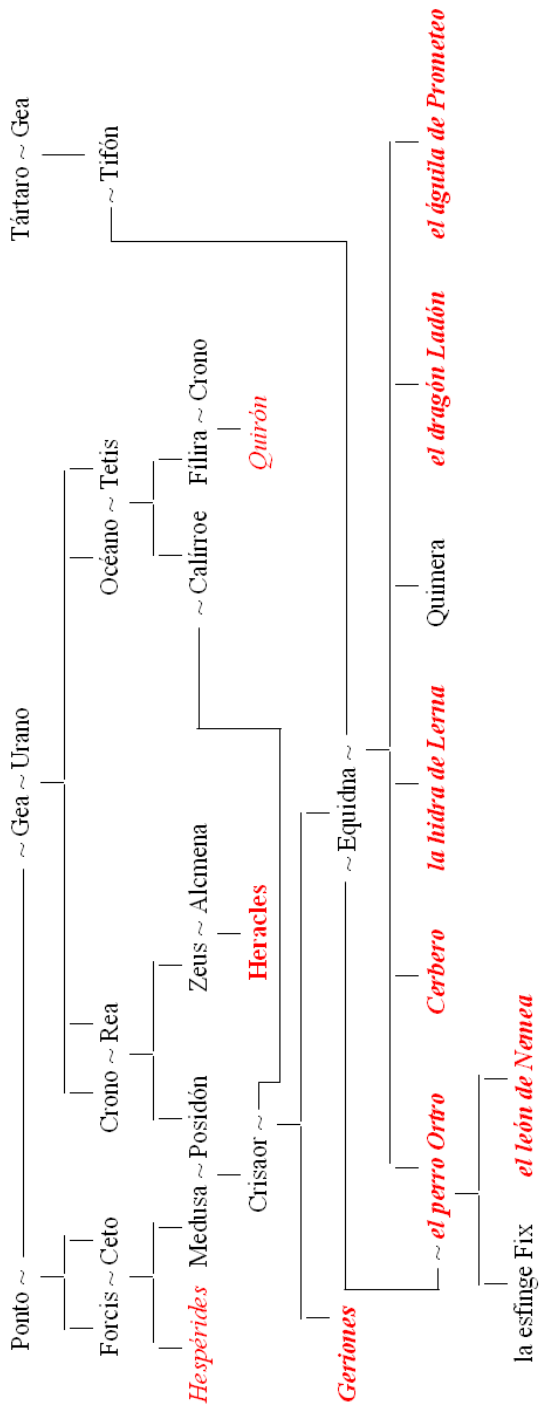 Ponto ~ ~ Gea ~ Urano Tártaro ~ Gea
Forcis ~ Ceto Crono ~ Rea Océano ~ Tetis ~ Tifón
Hespérides Medusa ~ Posidón Zeus ~ Alcmena ~ Calírroe Fílira ~ Crono
Crisaor ~ Heracles Quirón
Geriones ~ Equidna ~
~ el perro Ortro Cerbero la hidra de Lerna Quimera el dragón Ladón el águila de Prometeo
la esfinge Fix el león de Nemea